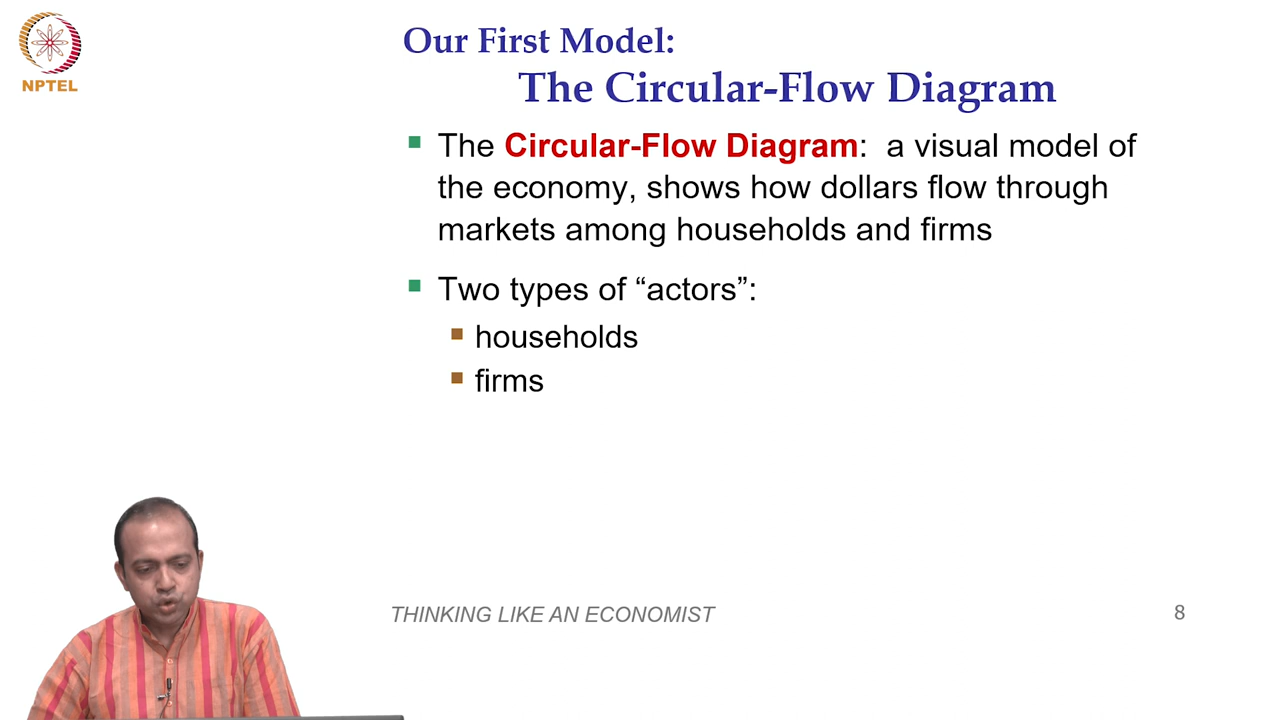 NPTEL
Our First Model:
The Circular-Flow Diagram
The Circular-Flow Diagram: a visual model of
the economy, shows how dollars flow through
markets among households and firms
Two types of “actors”:
households
firms
THINKING LIKE AN ECONOMIST
8